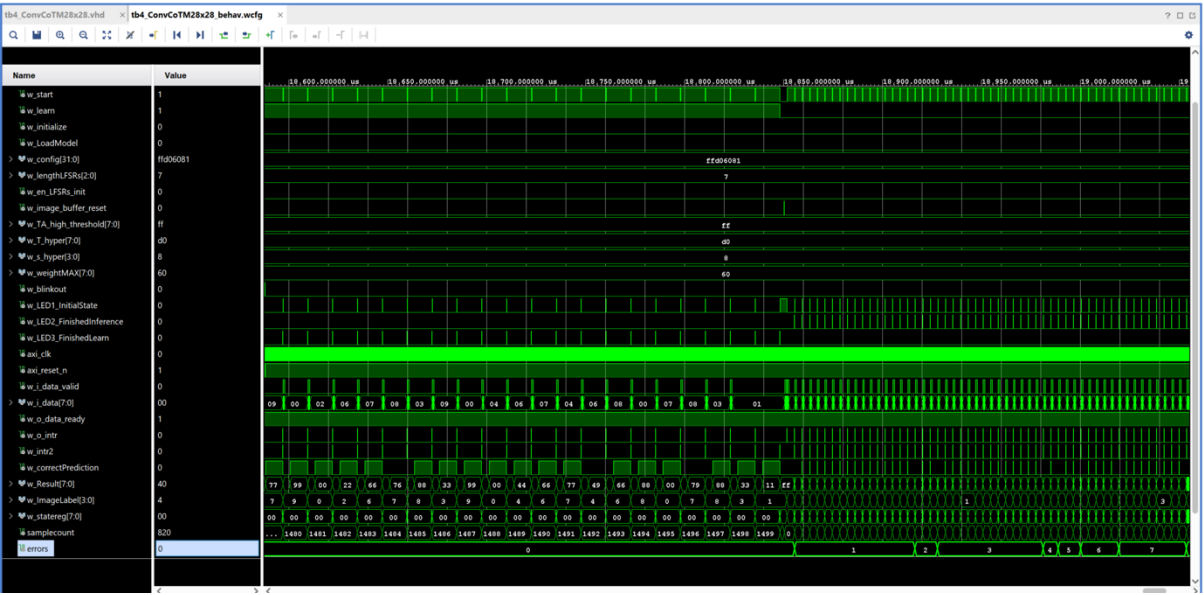 tb4_ConvCoTM28x28.vhd × tb4_ConvCoTM28x28_behav.wcfg ×
Name Value
18,600.000000 us 18,650.000000 us 18,700.000000 us 18,750.000000 us 18,800.000000 us 18,850.000000 us 18,900.000000 us 18,950.000000 us 19,000.000000 us 19
w_start 1
w_learn 1
w_initialize 0
w_LoadModel 0
w_config[31:0] ffd06081 ffd06081
w_lengthLFSRs[2:0] 7 7
w_en_LFSRs_init 0
w_image_buffer_reset 0
w_TA_high_threshold[7:0] ff ff
w_T_hyper[7:0] d0 d0
w_s_hyper[3:0] 8 8
w_weightMAX[7:0] 60 60
w_blinkout 0
w_LED1_InitialState 0
w_LED2_FinishedInference 0
w_LED3_FinishedLearn 0
axi_clk 0
axi_reset_n 1
w_i_data_valid 0
w_i_data[7:0] 00 09 00 02 06 07 08 03 09 00 04 06 07 04 06 08 00 07 08 03 01
w_o_data_ready 1
w_o_intr 0
w_intr2 0
w_correctPrediction 0
w_Result[7:0] 40 77 99 00 22 66 76 88 33 99 00 44 66 77 49 66 88 00 79 88 33 11 ff
w_ImageLabel[3:0] 4 7 9 0 2 6 7 8 3 9 0 4 6 7 4 6 8 0 7 8 3 1 1 3
w_statereg[7:0] 00 00 00 00 00 00 00 00 00 00 00 00 00 00 00 00 00 00 00 00 00 00
samplecount 820 ... 1480 1481 1482 1483 1484 1485 1486 1487 1488 1489 1490 1491 1492 1493 1494 1495 1496 1497 1498 1499 0
errors 0 0 1 2 3 4 5 6 7